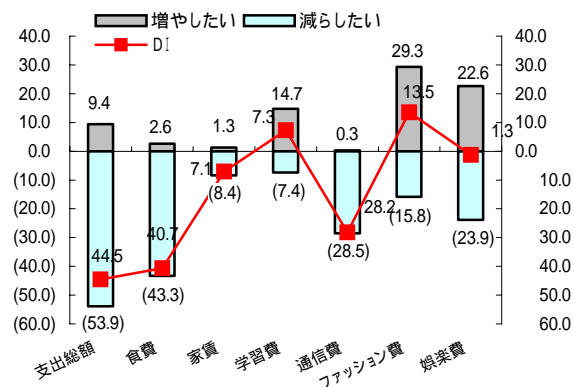 増やしたい 減らしたい
DI
40.0 40.0
30.0 30.0
20.0 20.0
10.0 10.0
0.0 0.0
(10.0) 10.0
(20.0) 20.0
(30.0) 30.0
(40.0) 40.0
(50.0) 50.0
(60.0) 60.0
9.4 2.6 1.3 14.7 0.3 29.3 22.6
44.5 40.7 7.1 7.3 28.2 13.5 1.3
(53.9) (43.3) (8.4) (7.4) (28.5) (15.8) (23.9)
支出総額 食費 家賃 学習費 通信費 ファッション費 娯楽費